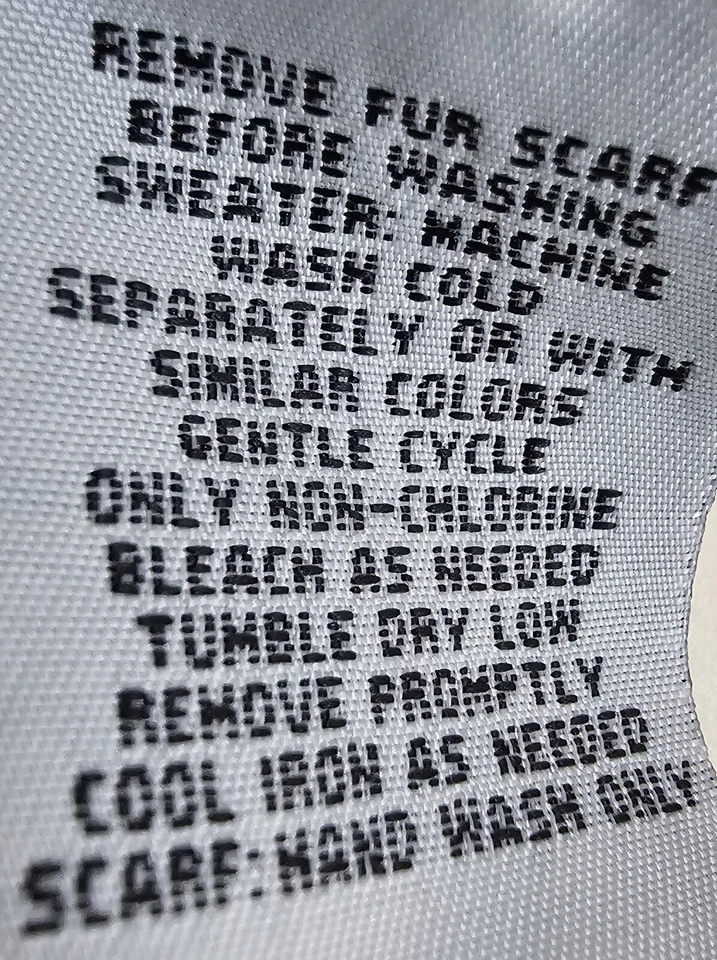 REMOVE FUR SCARF
BEFORE WASHING
SWEATER: MACHINE
WASH COLD
SEPARATELY OR WITH
SIMILAR COLORS
GENTLE CYCLE
ONLY NON-CHLORINE
BLEACH AS NEEDED
TUMBLE DRY LOW
REMOVE PROMPTLY
COOL IRON AS NEEDED
SCARF: HAND WASH ONLY